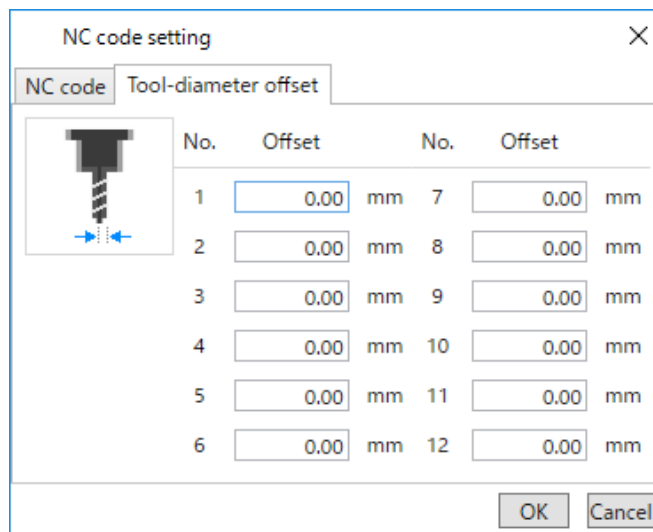 NC code setting
NC code Tool-diameter offset
No. Offset No. Offset
1 0.00 mm 7 0.00 mm
2 0.00 mm 8 0.00 mm
3 0.00 mm 9 0.00 mm
4 0.00 mm 10 0.00 mm
5 0.00 mm 11 0.00 mm
6 0.00 mm 12 0.00 mm
OK Cancel